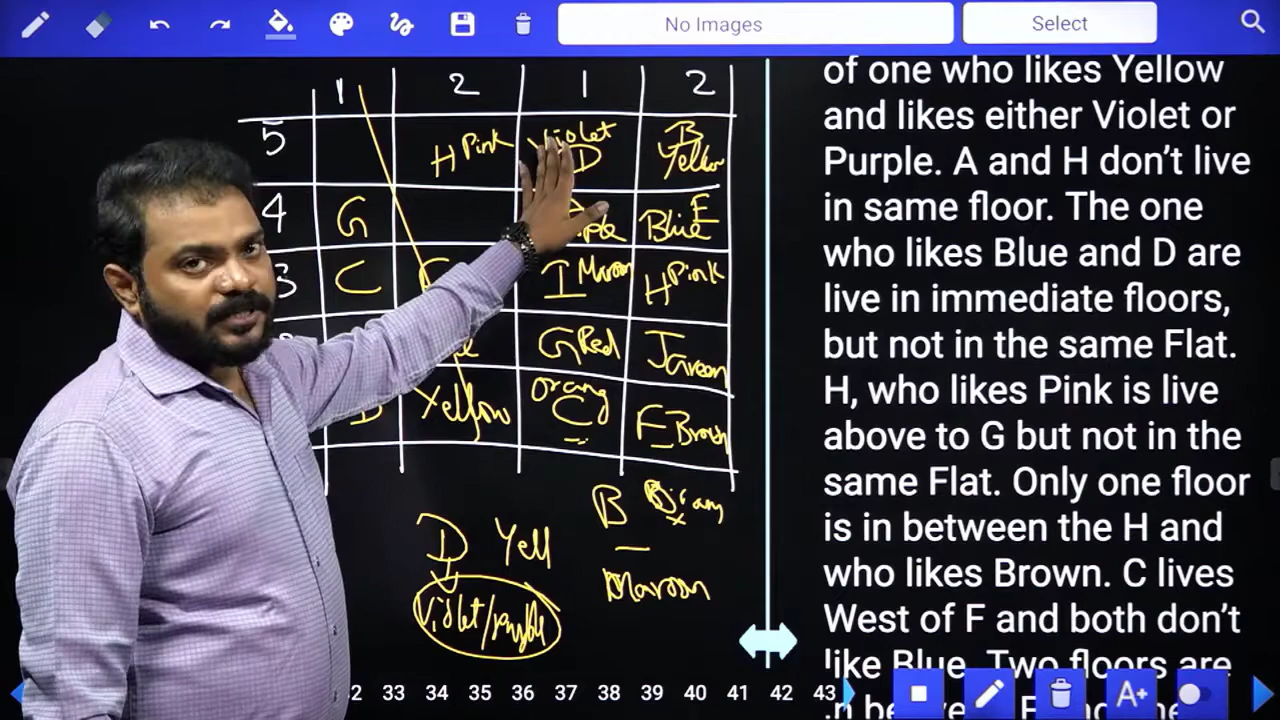 No Images
Select
1 2 1 2
5 H Pink Violet D B Yellow
4 G Blue E
3 C I Maroon H Pink
G Red J Green
D Yellow Orang C F Brown
B
D Yell
Maroon
Violet/purple
of one who likes Yellow
and likes either Violet or
Purple. A and H don't live
in same floor. The one
who likes Blue and D are
live in immediate floors,
but not in the same Flat.
H, who likes Pink is live
above to G but not in the
same Flat. Only one floor
is in between the H and
who likes Brown. C lives
West of F and both don't
like Blue. Two floors are
33 34 35 36 37 38 39 40 41 42 43
A+